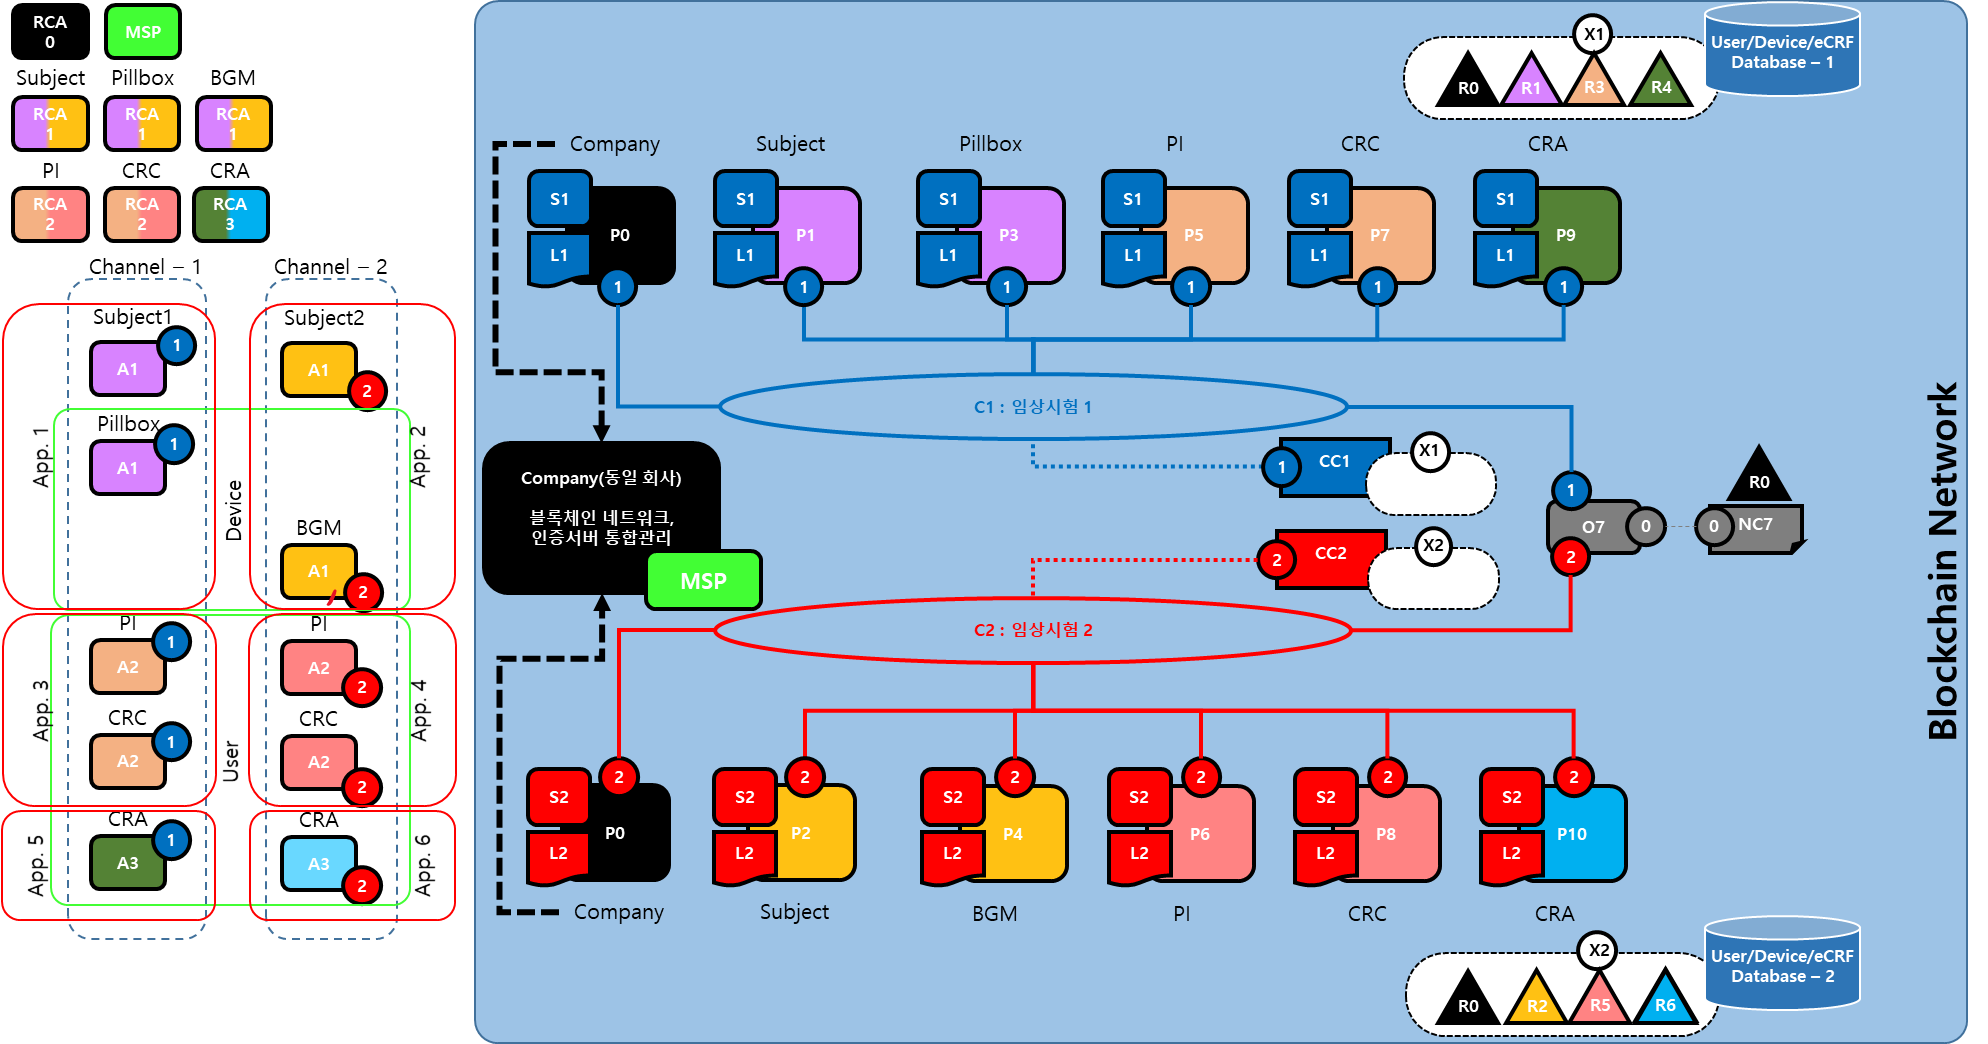 RCA
0
MSP
Subject
Pillbox
BGM
RCA
1
RCA
1
RCA
1
PI
CRC
CRA
RCA
2
RCA
2
RCA
3
Channel – 1
Channel – 2
Subject1
1
A1
Subject2
A1
2
Pillbox
1
A1
App. 1
Device
App. 2
BGM
A1
2
PI
1
A2
PI
A2
2
App. 3
User
App. 4
CRC
1
A2
CRC
A2
2
CRA
1
A3
CRA
A3
2
App. 5
App. 6
X1
R0
R1
R3
R4
User/Device/eCRF
Database – 1
Company
Subject
Pillbox
PI
CRC
CRA
S1
L1
P0
1
S1
L1
P1
1
S1
L1
P3
1
S1
L1
P5
1
S1
L1
P7
1
S1
L1
P9
1
C1 : 임상시험 1
Company(동일 회사)
블록체인 네트워크,
인증서버 통합관리
MSP
1
CC1
X1
2
CC2
X2
1
O7
0
2
0
NC7
R0
C2 : 임상시험 2
Blockchain Network
S2
L2
P0
2
S2
L2
P2
2
S2
L2
P4
2
S2
L2
P6
2
S2
L2
P8
2
S2
L2
P10
2
Company
Subject
BGM
PI
CRC
CRA
X2
R0
R2
R5
R6
User/Device/eCRF
Database – 2